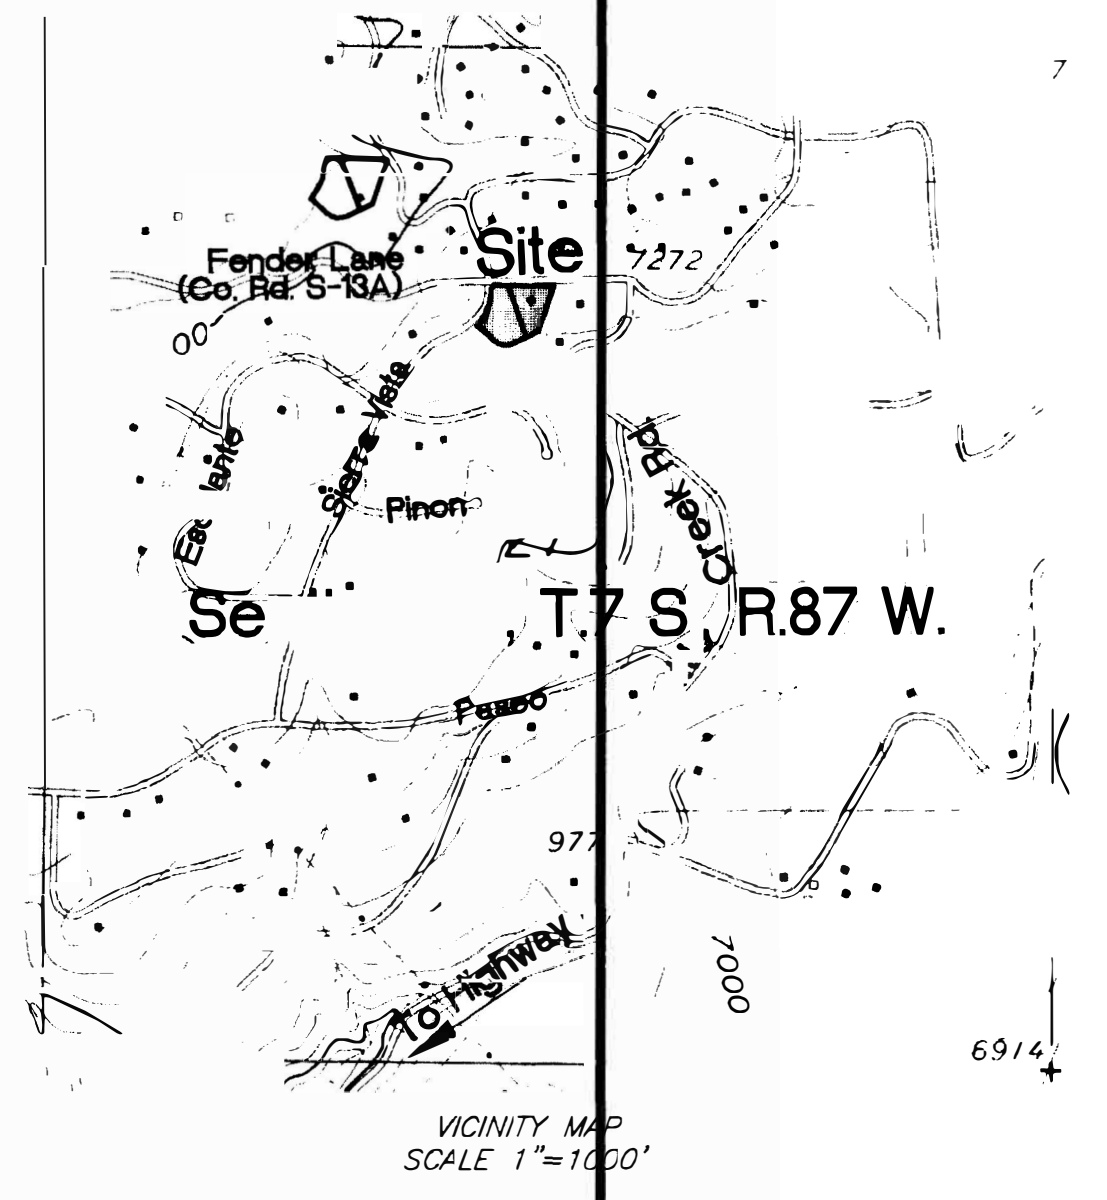 7
Site
7272
Fender Lane
(Co. Rd. S-13A)
00
Sierra Vista
Pinon
Creek Rd
Se
T.7 S., R.87 W.
Paseo
977
To Highway
7000
6914
VICINITY MAP
SCALE 1"=1000'